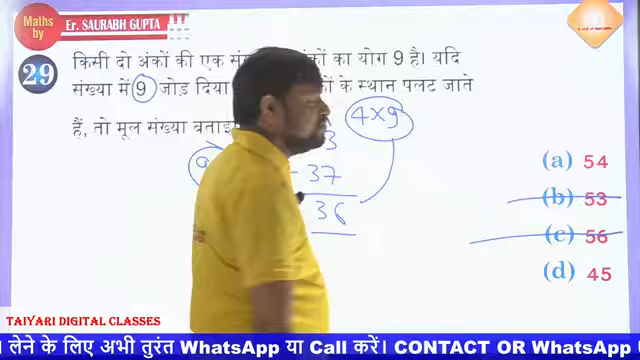 Maths
by
Er. SAURABH GUPTA
29
किसी दो अंकों की एक का योग 9 है। यदि
संख्या में 9 जोड़ दिया के स्थान पलट जाते
हैं, तो मूल संख्या
4×9
3
- 37
36
(a) 54
(b) 53
(c) 56
(d) 45
TAIYARI DIGITAL CLASSES
। लेने के लिए अभी तुरंत WhatsApp या Call करें। CONTACT OR WhatsApp